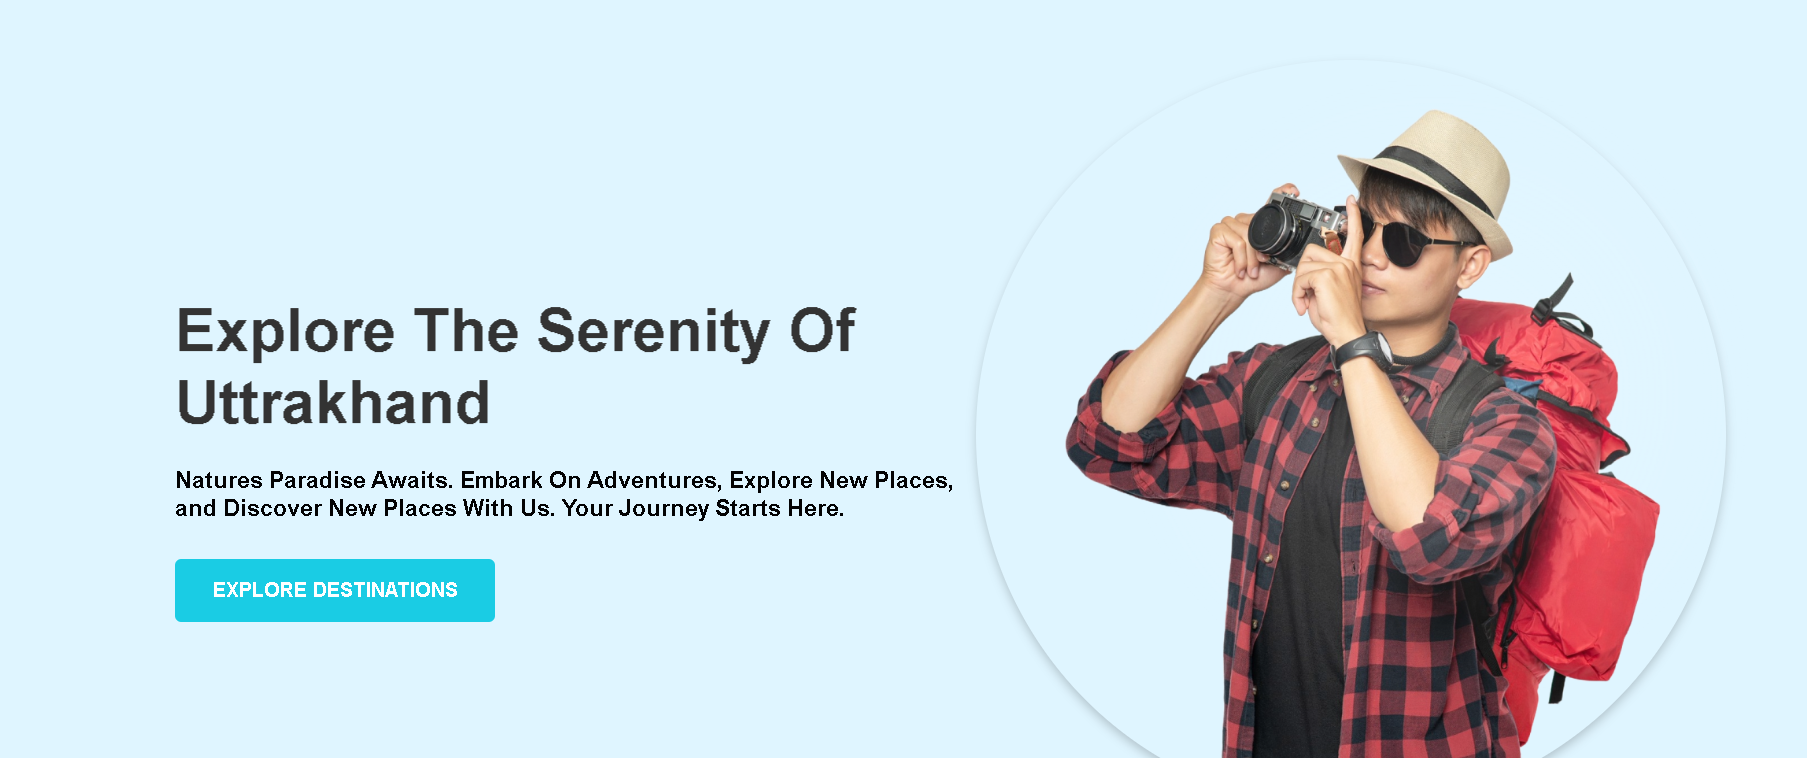 Explore The Serenity Of
Uttrakhand
Natures Paradise Awaits. Embark On Adventures, Explore New Places,
and Discover New Places With Us. Your Journey Starts Here.
EXPLORE DESTINATIONS